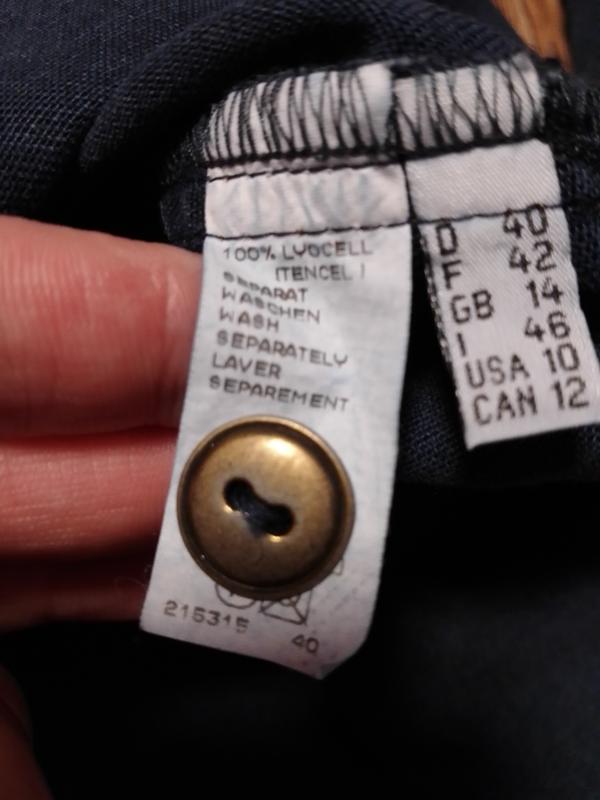 100% LYOCELL
(TENCEL)
SEPARAT
WASCHEN
WASH
SEPARATELY
LAVER
SEPAREMENT
215315 40
D 40
F 42
GB 14
I 46
USA 10
CAN 12